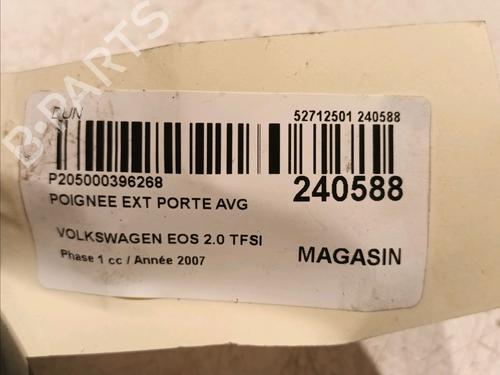 DUN
52712501 240588
P205000396268
240588
POIGNEE EXT PORTE AVG
VOLKSWAGEN EOS 2.0 TFSI
MAGASIN
Phase 1 cc / Année 2007
B-PARTS